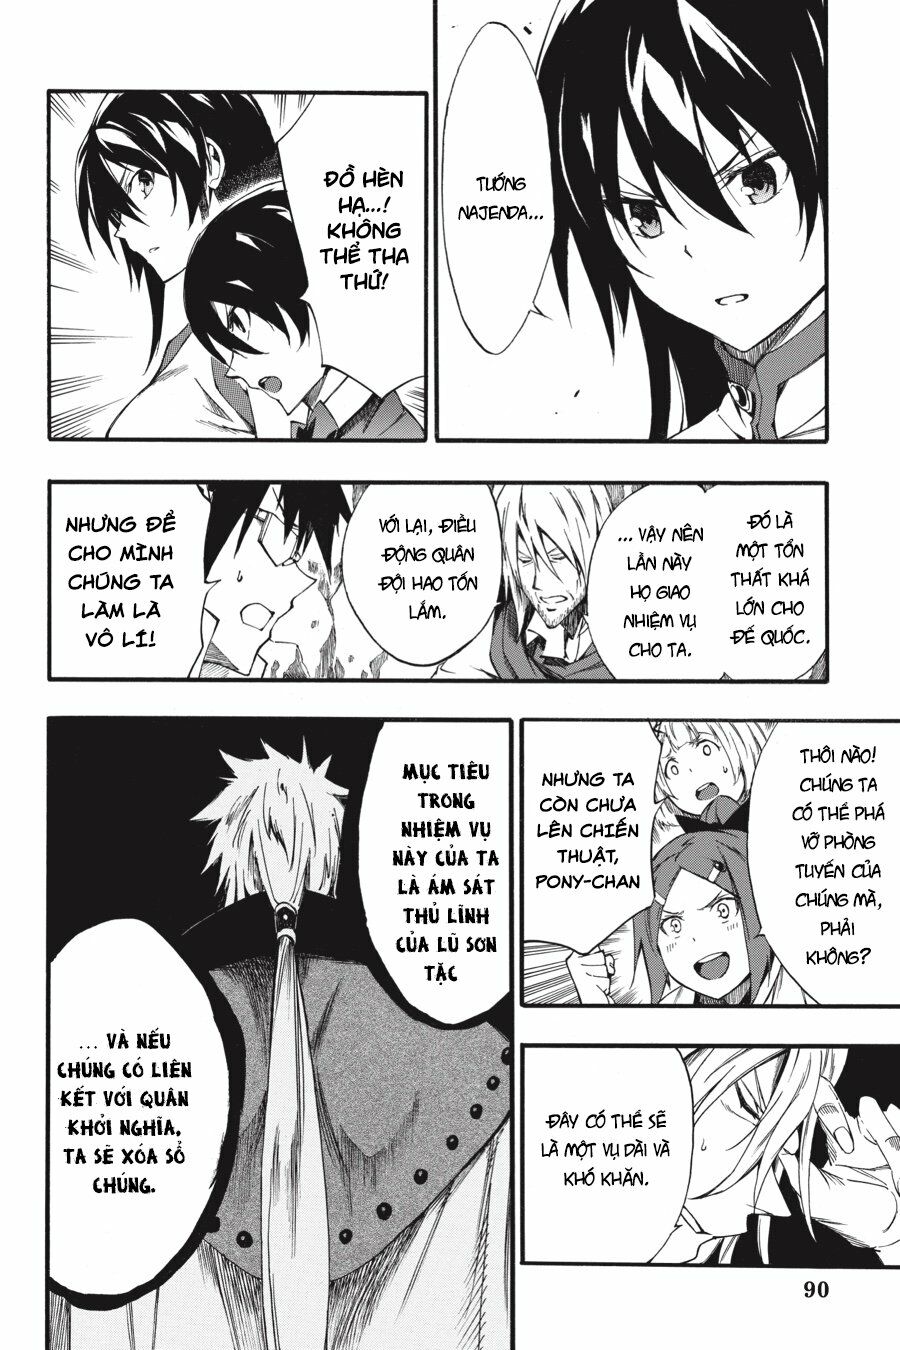 TƯỚNG
NAJENDA...
ĐỒ HÈN
HẠ...!
KHÔNG
THỂ THA
THỨ!
ĐÓ LÀ
MỘT TỔN
THẤT KHÁ
LỚN CHO
ĐẾ QUỐC.
... VẬY NÊN
LẦN NÀY
HỌ GIAO
NHIỆM VỤ
CHO TA.
VỚI LẠI, ĐIỀU
ĐỘNG QUÂN
ĐỘI HAO TỐN
LẮM.
NHƯNG ĐỂ
CHO MÌNH
CHÚNG TA
LÀM LÀ
VÔ LÍ!
THÔI NÀO!
CHÚNG TA
CÓ THỂ PHÁ
VỠ PHÒNG
TUYẾN CỦA
CHÚNG MÀ,
PHẢI
KHÔNG?
NHƯNG TA
CÒN CHƯA
LÊN CHIẾN
THUẬT,
PONY-CHAN
ĐÂY CÓ THỂ SẼ
LÀ MỘT VỤ DÀI VÀ
KHÓ KHĂN.
MỤC TIÊU
TRONG
NHIỆM VỤ
NÀY CỦA TA
LÀ ÁM SÁT
THỦ LĨNH
CỦA LŨ SƠN
TẶC
... VÀ NẾU
CHÚNG CÓ LIÊN
KẾT VỚI QUÂN
KHỞI NGHĨA,
TA SẼ XÓA SỔ
CHÚNG.
90